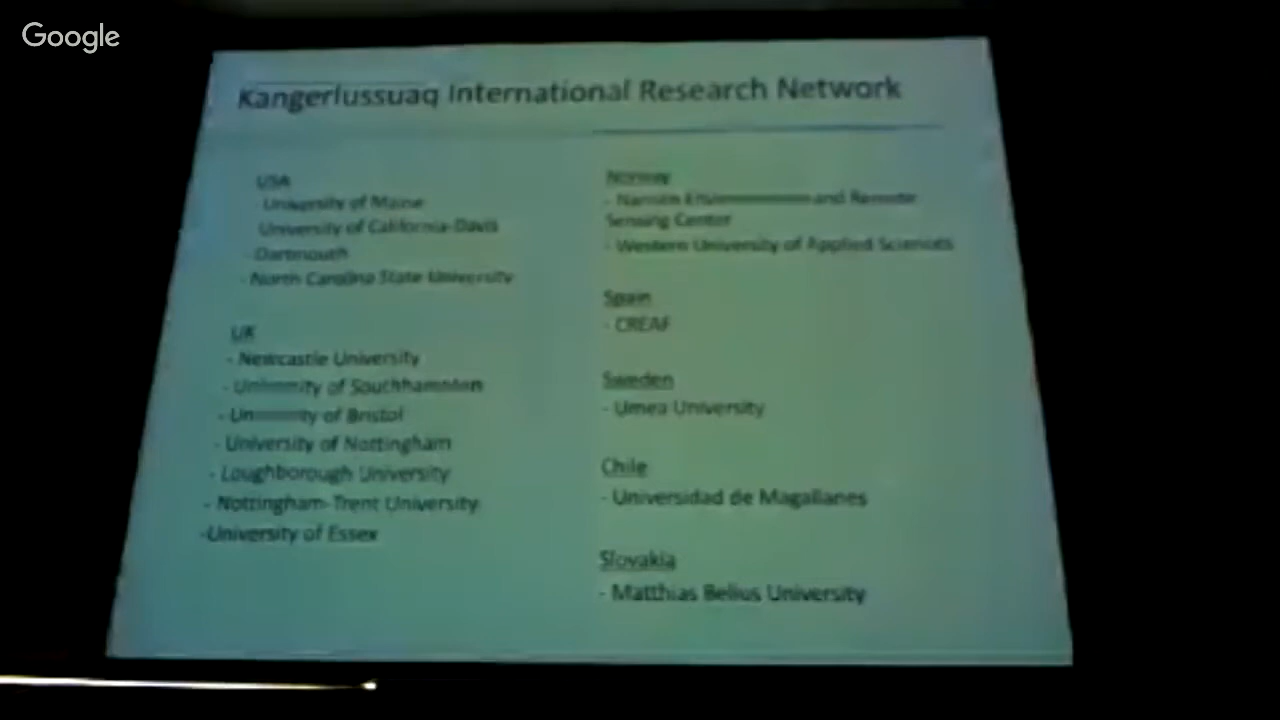 Google
Kangerlussuaq International Research Network
USA
University of Maine
University of California-Davis
- Dartmouth
- North Carolina State University
UK
- Newcastle University
- University of Southhampton
- University of Bristol
- University of Nottingham
- Loughborough University
- Nottingham-Trent University
-University of Essex
Norway
- Nansen and Remote
Sensing Center
- Western University of Applied Sciences
Spain
- CREAF
Sweden
- Umea University
Chile
- Universidad de Magallanes
Slovakia
- Matthias Belius University